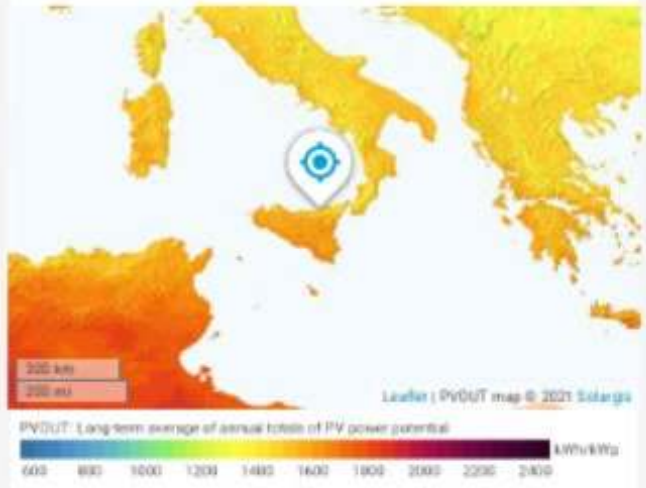 200 km
200 mi
Leaflet | PVOUT map © 2021 Solargis
PVOUT: Long-term average of annual totals of PV power potential
kWh/kWp
600 800 1000 1200 1400 1600 1800 2000 2200 2400